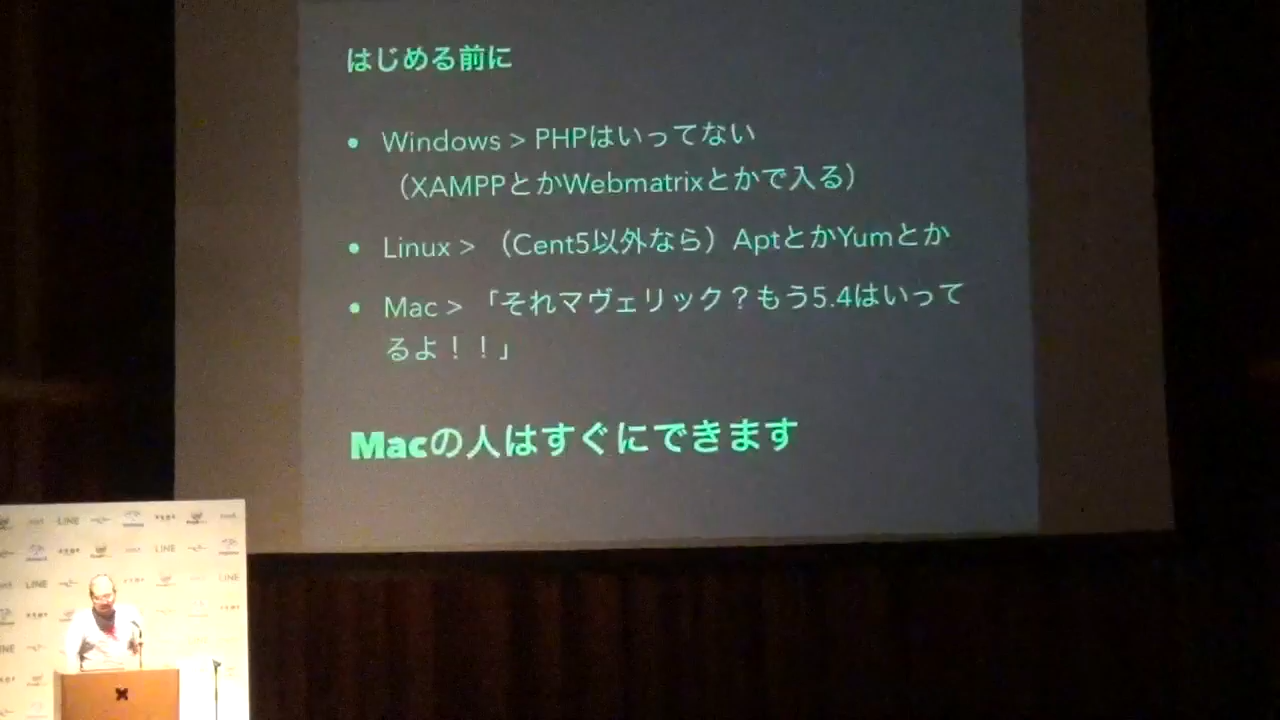 はじめる前に
• Windows > PHPはいってない
（XAMPPとかWebmatrixとかで入る）
• Linux > （Cent5以外なら）AptとかYumとか
• Mac > 「それマヴェリック？もう5.4はいって
るよ！！」
Macの人はすぐにできます
LINE
LINE
LINE
LINE